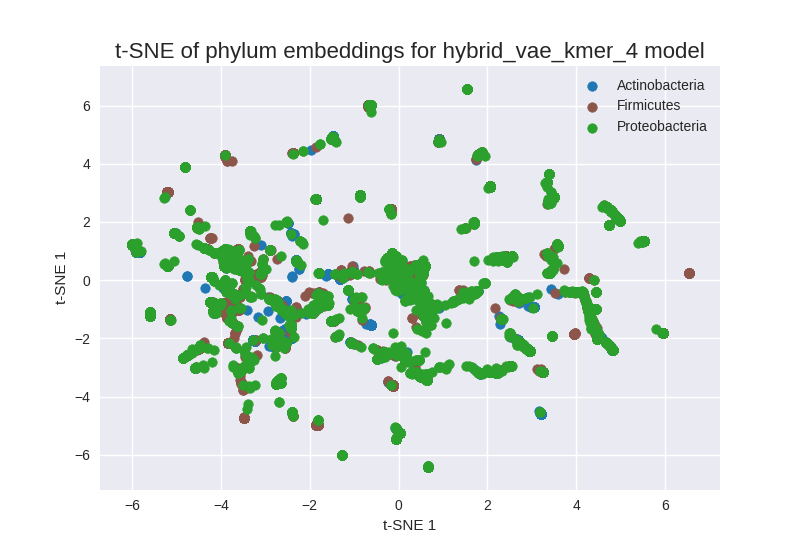 t-SNE of phylum embeddings for hybrid_vae_kmer_4 model
Actinobacteria
Firmicutes
Proteobacteria
6
4
2
0
−2
−4
−6
t-SNE 1
−6 −4 −2 0 2 4 6
t-SNE 1